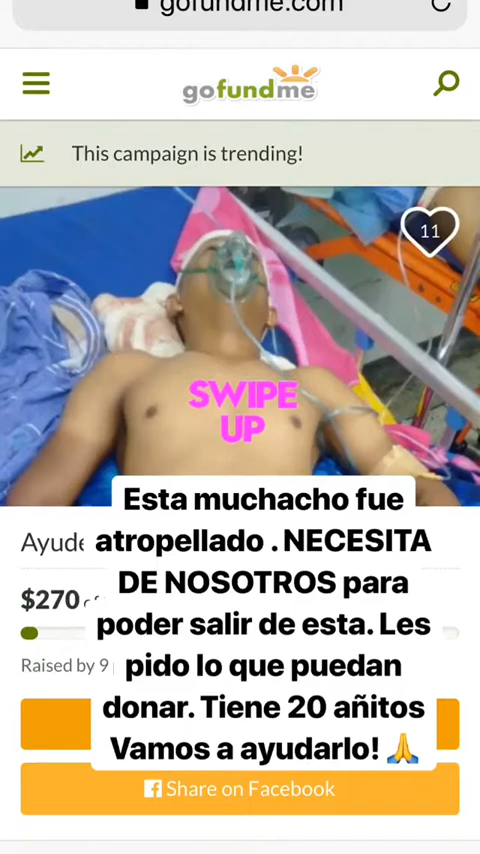 gofundme.com
gofundme
This campaign is trending!
11
SWIPE
UP
Esta muchacho fue
atropellado . NECESITA
DE NOSOTROS para
poder salir de esta. Les
pido lo que puedan
donar. Tiene 20 añitos
Vamos a ayudarlo! 🙏
$270
Raised by 9
Share on Facebook